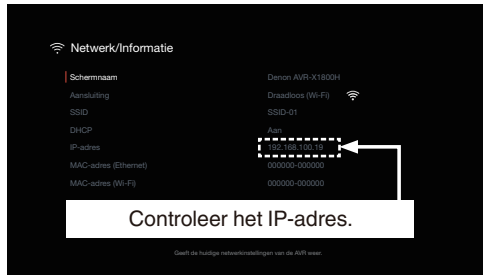 Netwerk/Informatie
Schermnaam Denon AVR-X1800H
Aansluiting Draadloos (Wi-Fi)
SSID SSID-01
DHCP Aan
IP-adres 192.168.100.19
MAC-adres (Ethernet) 000000-000000
MAC-adres (Wi-Fi) 000000-000000
Controleer het IP-adres.
Geeft de huidige netwerkinstellingen van de AVR weer.